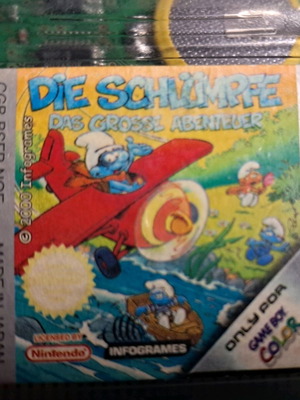 DIE SCHLÜMPFE
DAS GROSSE ABENTEUER
© 2000 Infogrames
LICENSED BY
Nintendo
INFOGRAMES
ONLY FOR
GAME BOY
COLOR